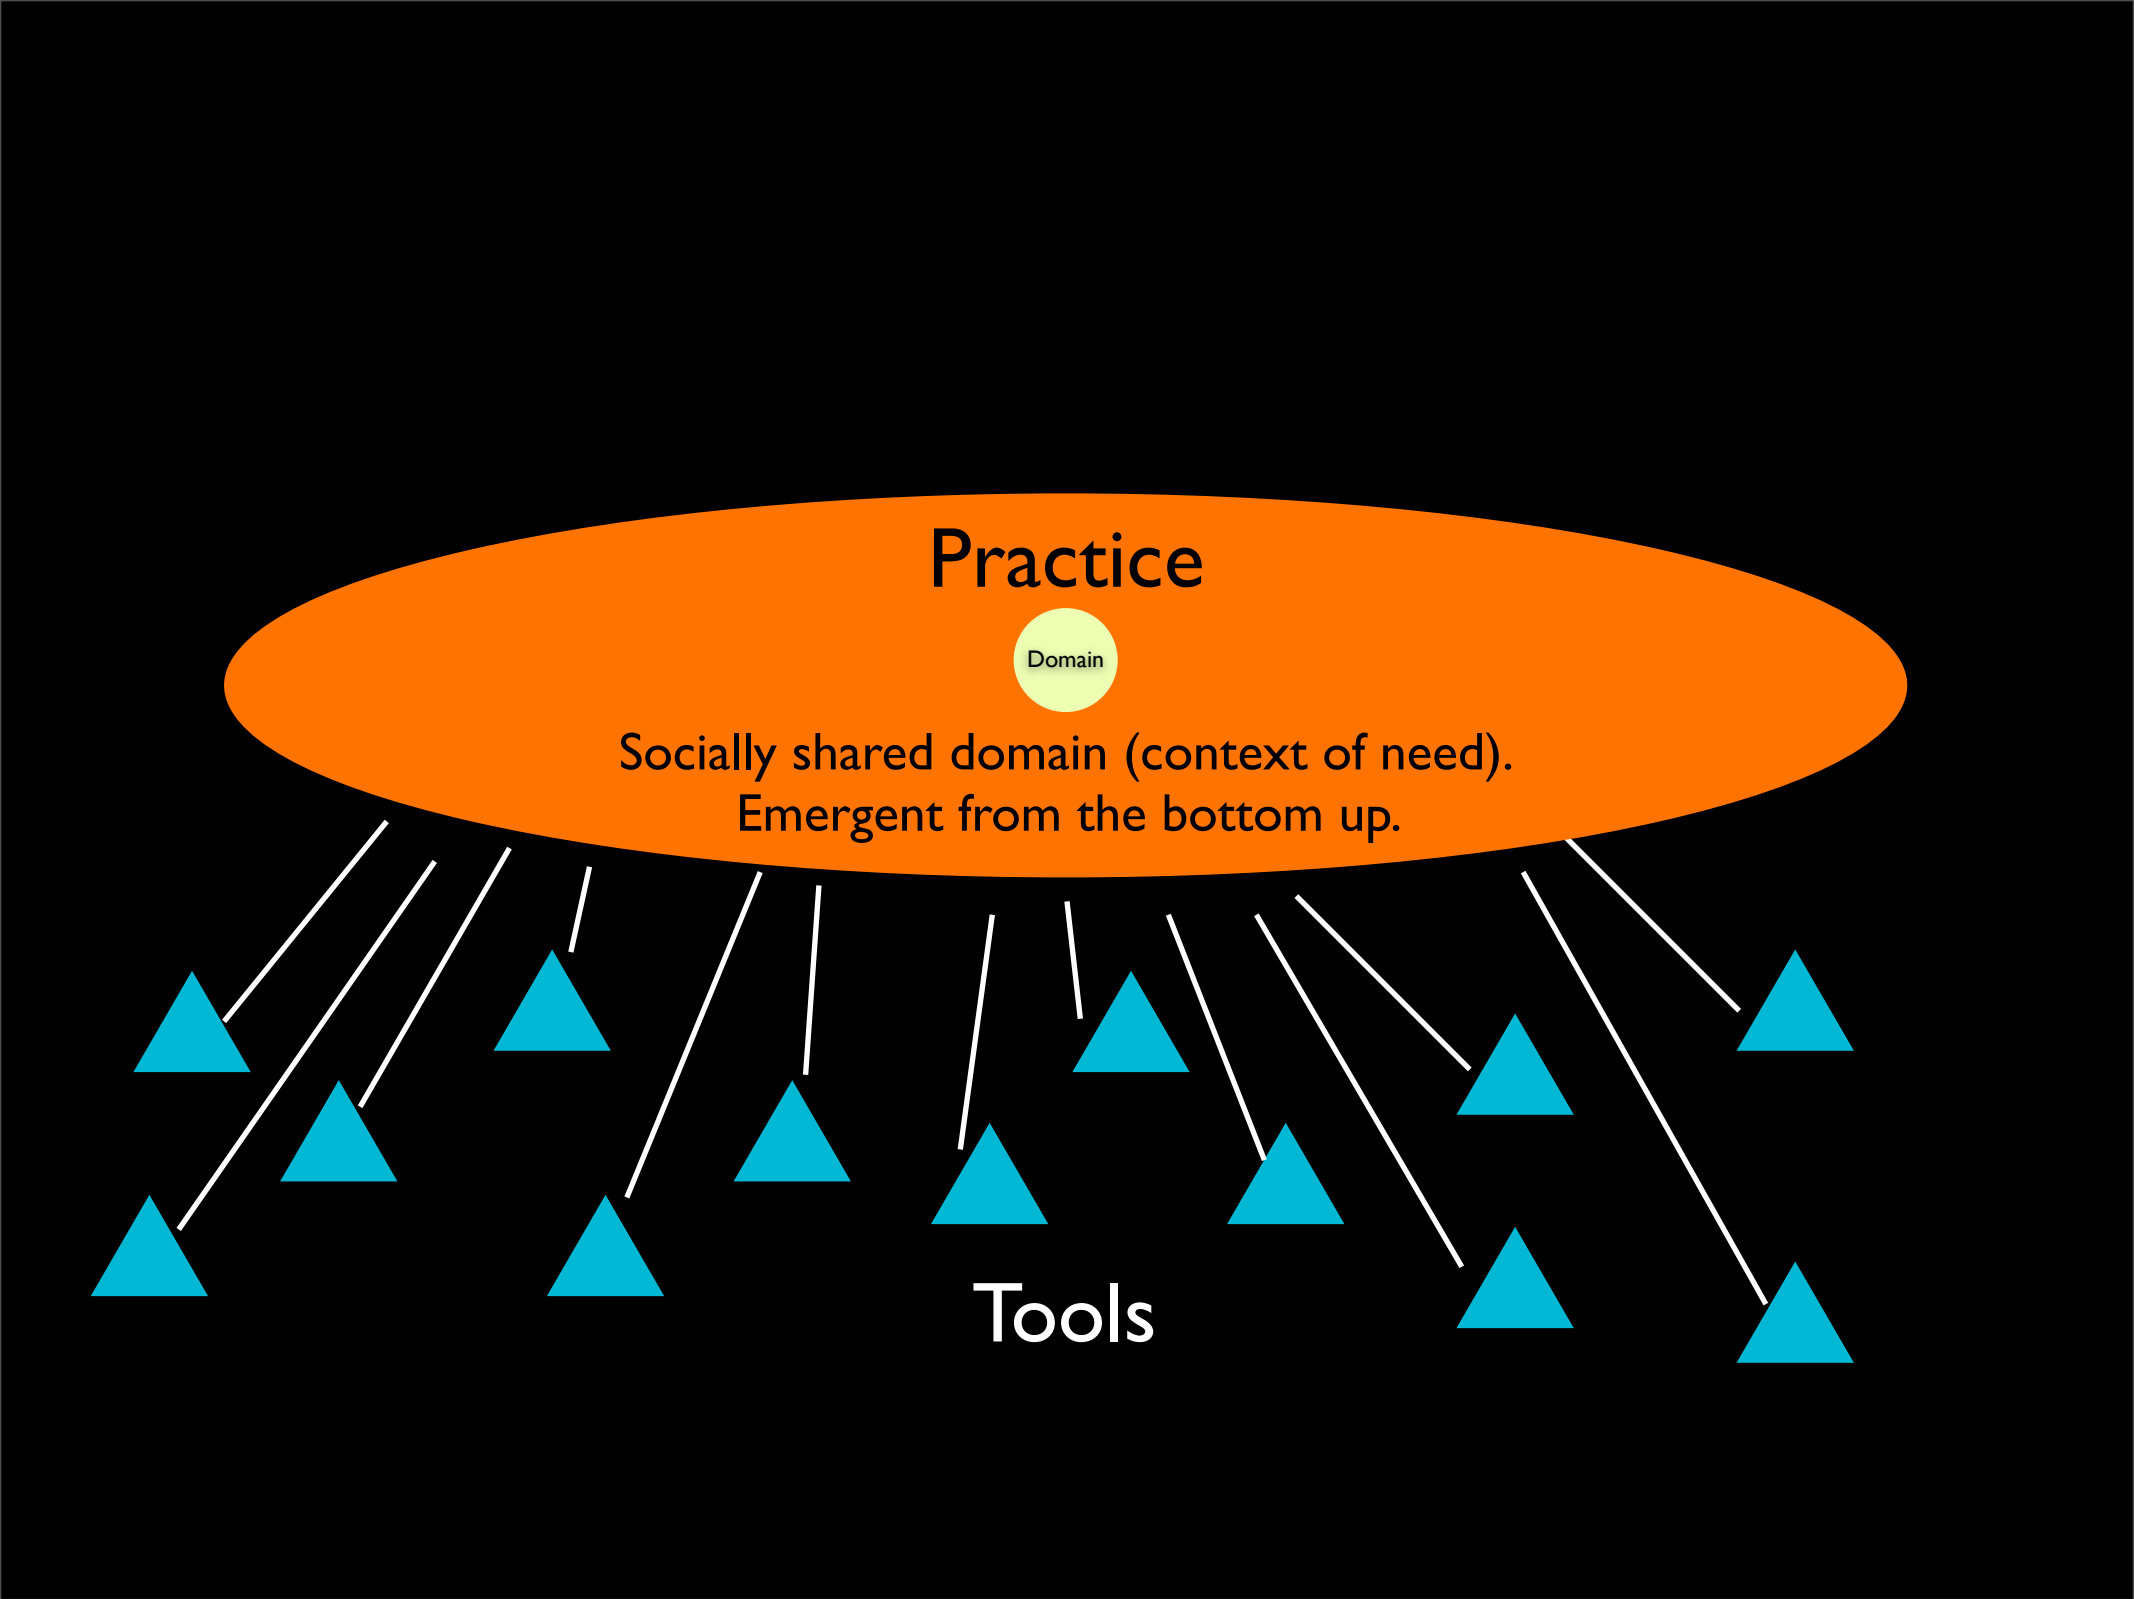 Practice
Domain
Socially shared domain (context of need).
Emergent from the bottom up.
Tools